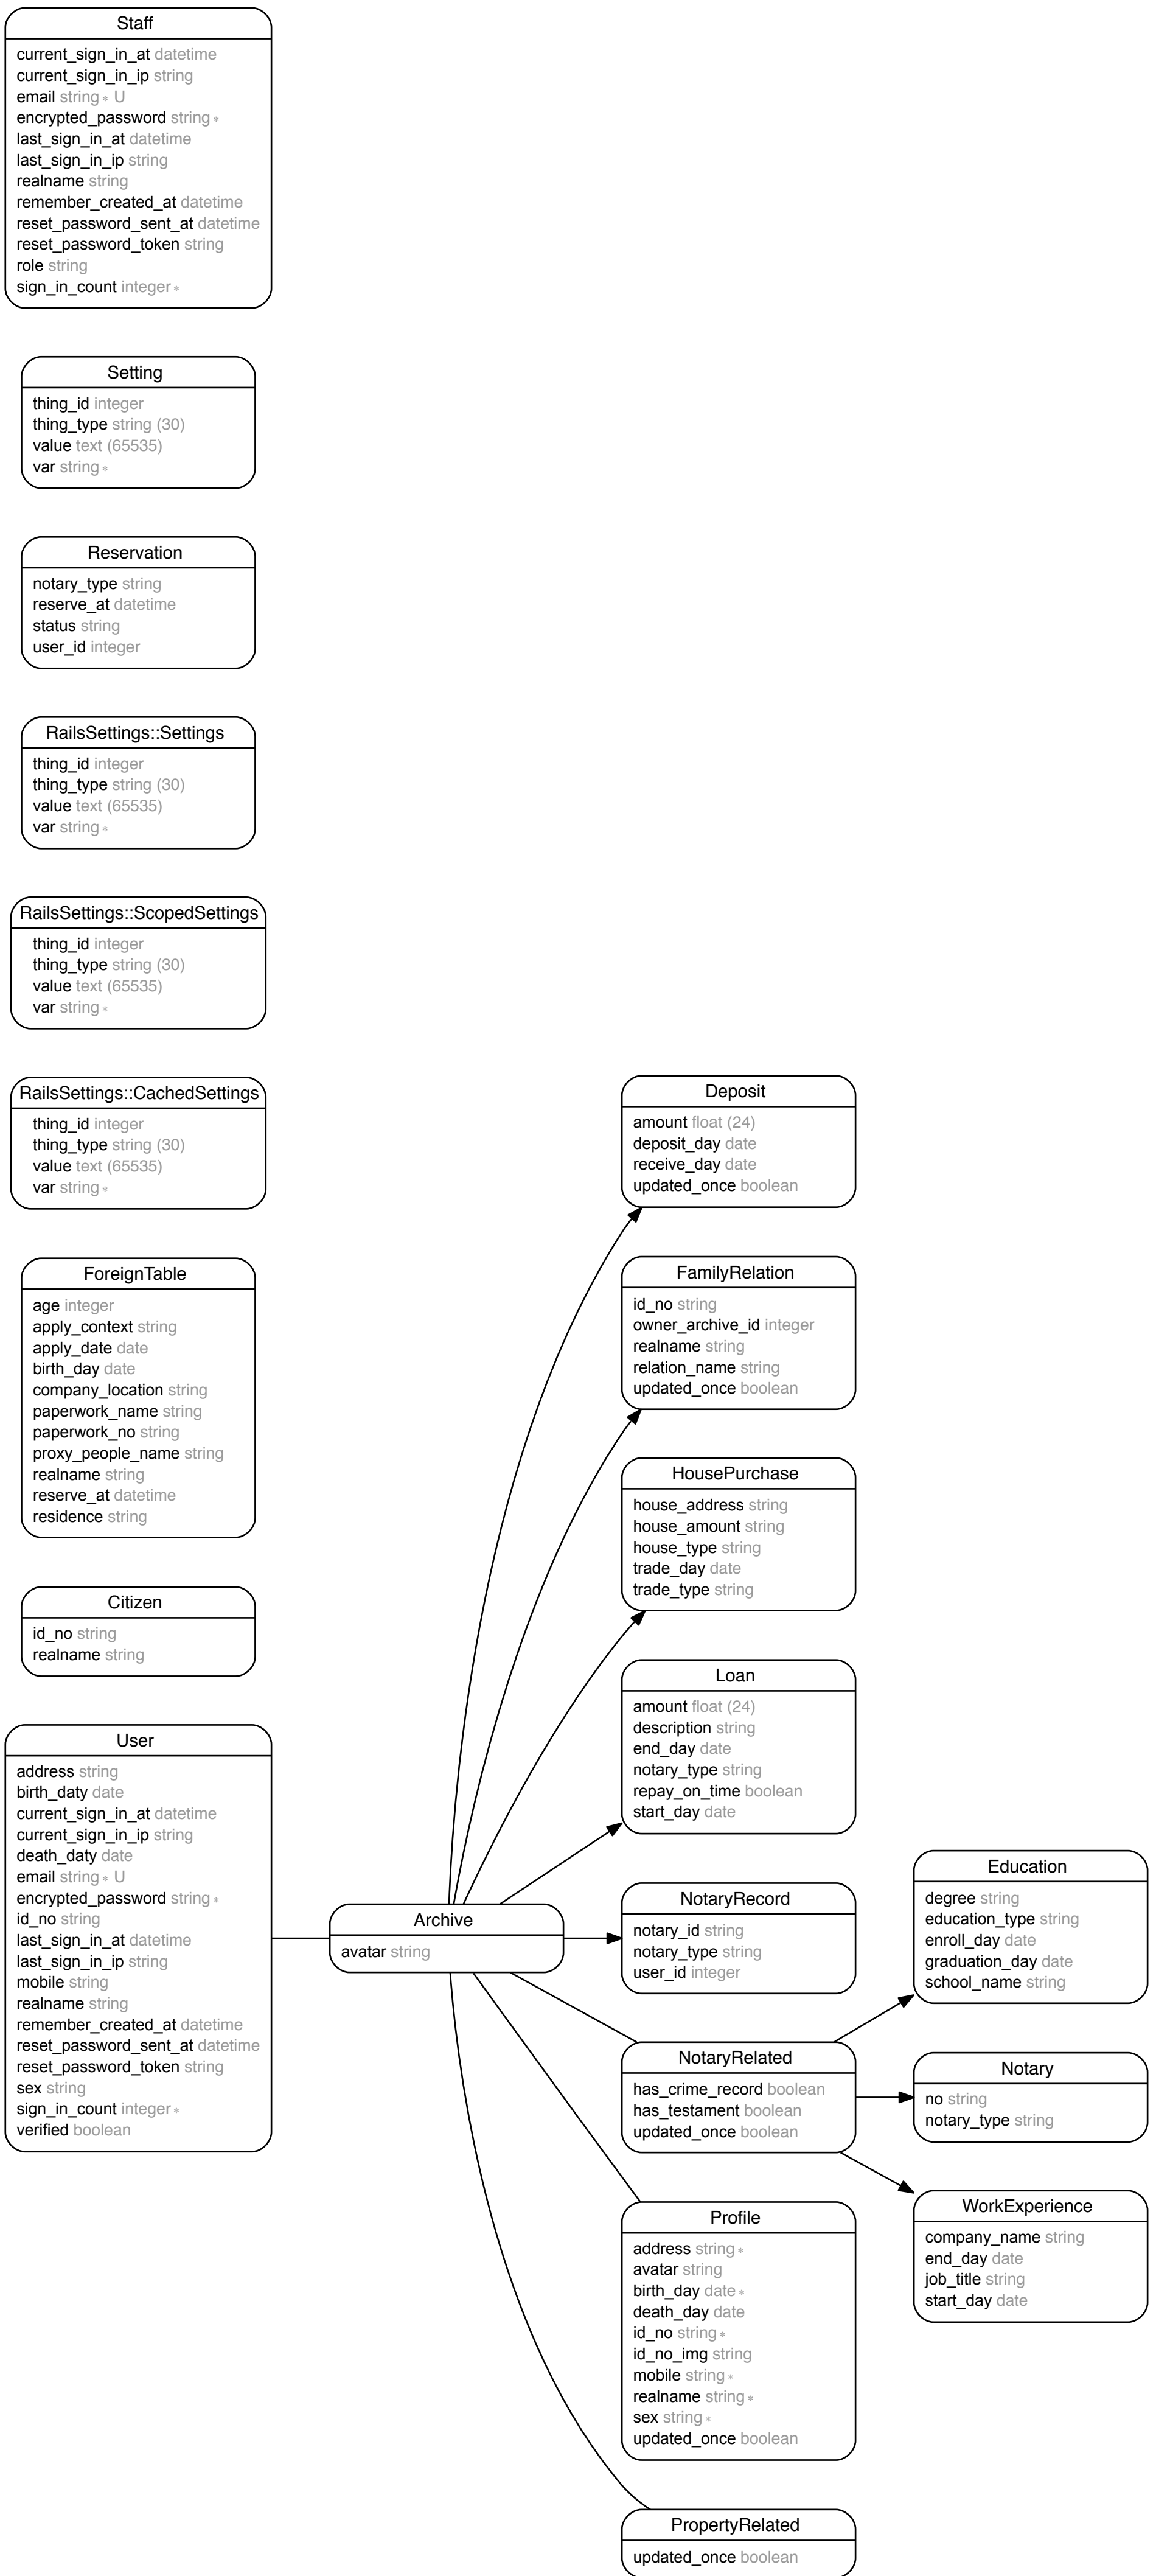 Staff
current_sign_in_at datetime
current_sign_in_ip string
email string∗ U
encrypted_password string∗
last_sign_in_at datetime
last_sign_in_ip string
realname string
remember_created_at datetime
reset_password_sent_at datetime
reset_password_token string
role string
sign_in_count integer∗
Setting
thing_id integer
thing_type string (30)
value text (65535)
var string∗
Reservation
notary_type string
reserve_at datetime
status string
user_id integer
RailsSettings::Settings
thing_id integer
thing_type string (30)
value text (65535)
var string∗
RailsSettings::ScopedSettings
thing_id integer
thing_type string (30)
value text (65535)
var string∗
RailsSettings::CachedSettings
thing_id integer
thing_type string (30)
value text (65535)
var string∗
ForeignTable
age integer
apply_context string
apply_date date
birth_day date
company_location string
paperwork_name string
paperwork_no string
proxy_people_name string
realname string
reserve_at datetime
residence string
Citizen
id_no string
realname string
User
address string
birth_daty date
current_sign_in_at datetime
current_sign_in_ip string
death_daty date
email string∗ U
encrypted_password string∗
id_no string
last_sign_in_at datetime
last_sign_in_ip string
mobile string
realname string
remember_created_at datetime
reset_password_sent_at datetime
reset_password_token string
sex string
sign_in_count integer∗
verified boolean
Archive
avatar string
Deposit
amount float (24)
deposit_day date
receive_day date
updated_once boolean
FamilyRelation
id_no string
owner_archive_id integer
realname string
relation_name string
updated_once boolean
HousePurchase
house_address string
house_amount string
house_type string
trade_day date
trade_type string
Loan
amount float (24)
description string
end_day date
notary_type string
repay_on_time boolean
start_day date
NotaryRecord
notary_id string
notary_type string
user_id integer
NotaryRelated
has_crime_record boolean
has_testament boolean
updated_once boolean
Profile
address string∗
avatar string
birth_day date∗
death_day date
id_no string∗
id_no_img string
mobile string∗
realname string∗
sex string∗
updated_once boolean
PropertyRelated
updated_once boolean
Education
degree string
education_type string
enroll_day date
graduation_day date
school_name string
Notary
no string
notary_type string
WorkExperience
company_name string
end_day date
job_title string
start_day date